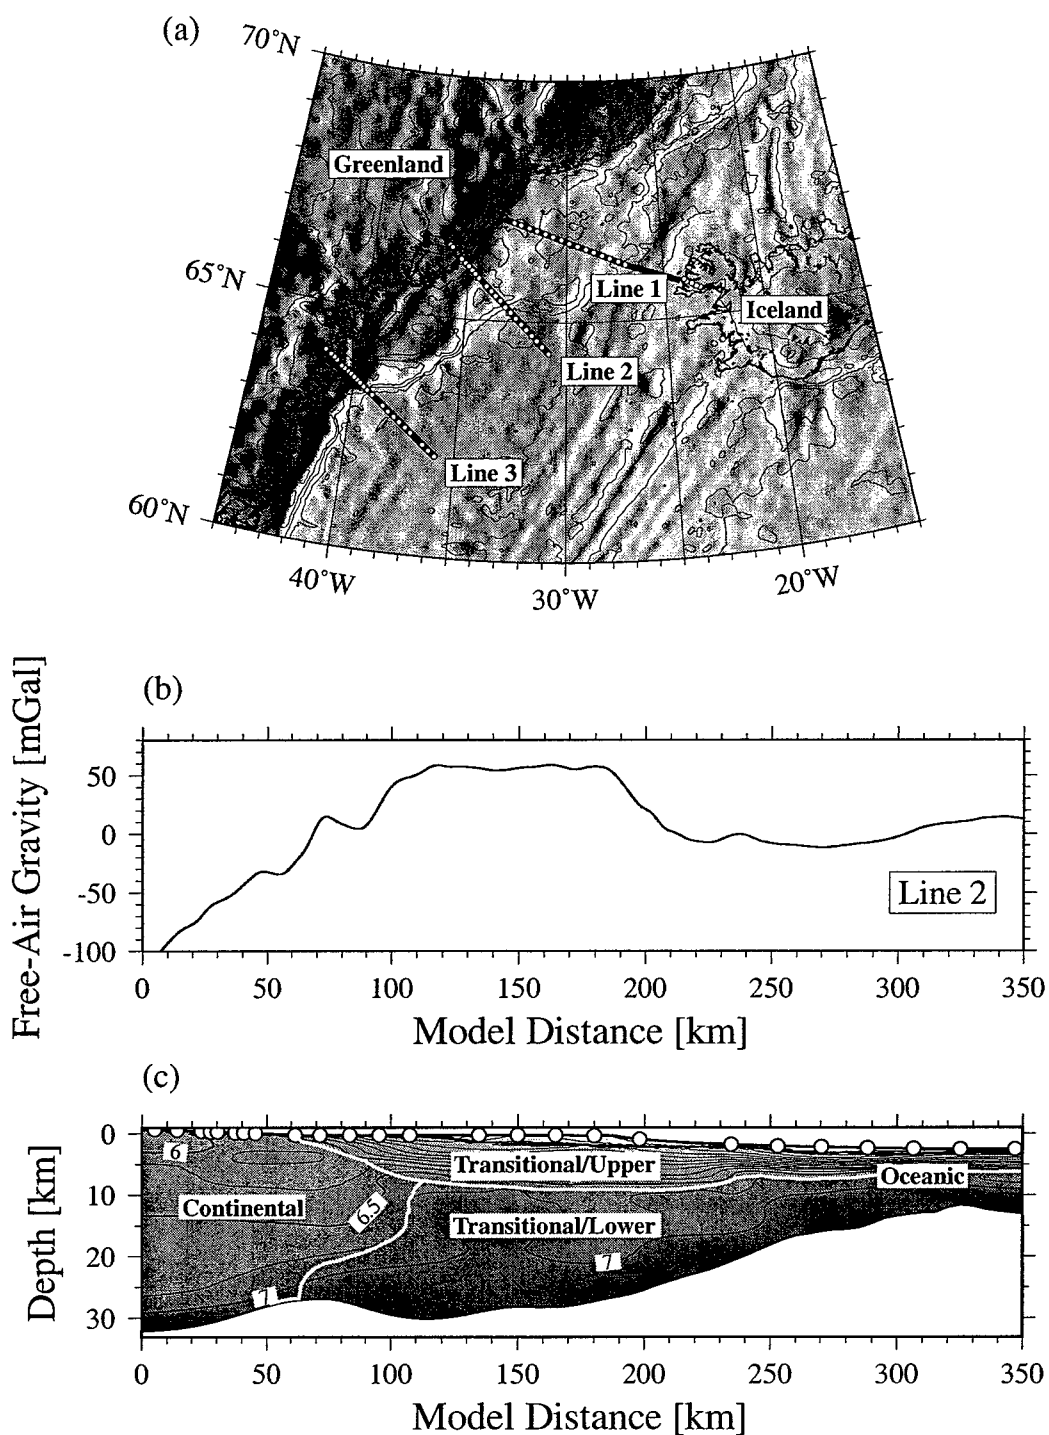 (a)
70°N
Greenland
65°N
Line 1
Iceland
Line 2
Line 3
60°N
40°W
30°W
20°W
(b)
Free-Air Gravity [mGal]
50
0
-50
-100
Line 2
0 50 100 150 200 250 300 350
Model Distance [km]
(c)
Depth [km]
0
10
20
30
6
Transitional/Upper
Oceanic
Continental
6.5
Transitional/Lower
7
7
0 50 100 150 200 250 300 350
Model Distance [km]